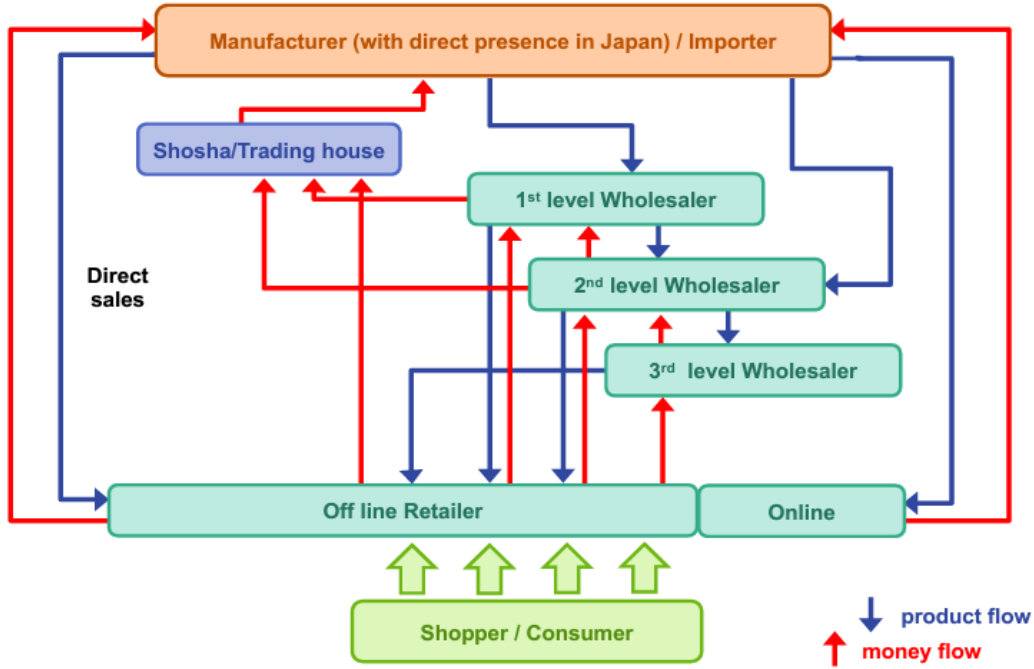 Manufacturer (with direct presence in Japan) / Importer
Shosha/Trading house
1st level Wholesaler
Direct
sales
2nd level Wholesaler
3rd level Wholesaler
Off line Retailer
Online
Shopper / Consumer
product flow
money flow